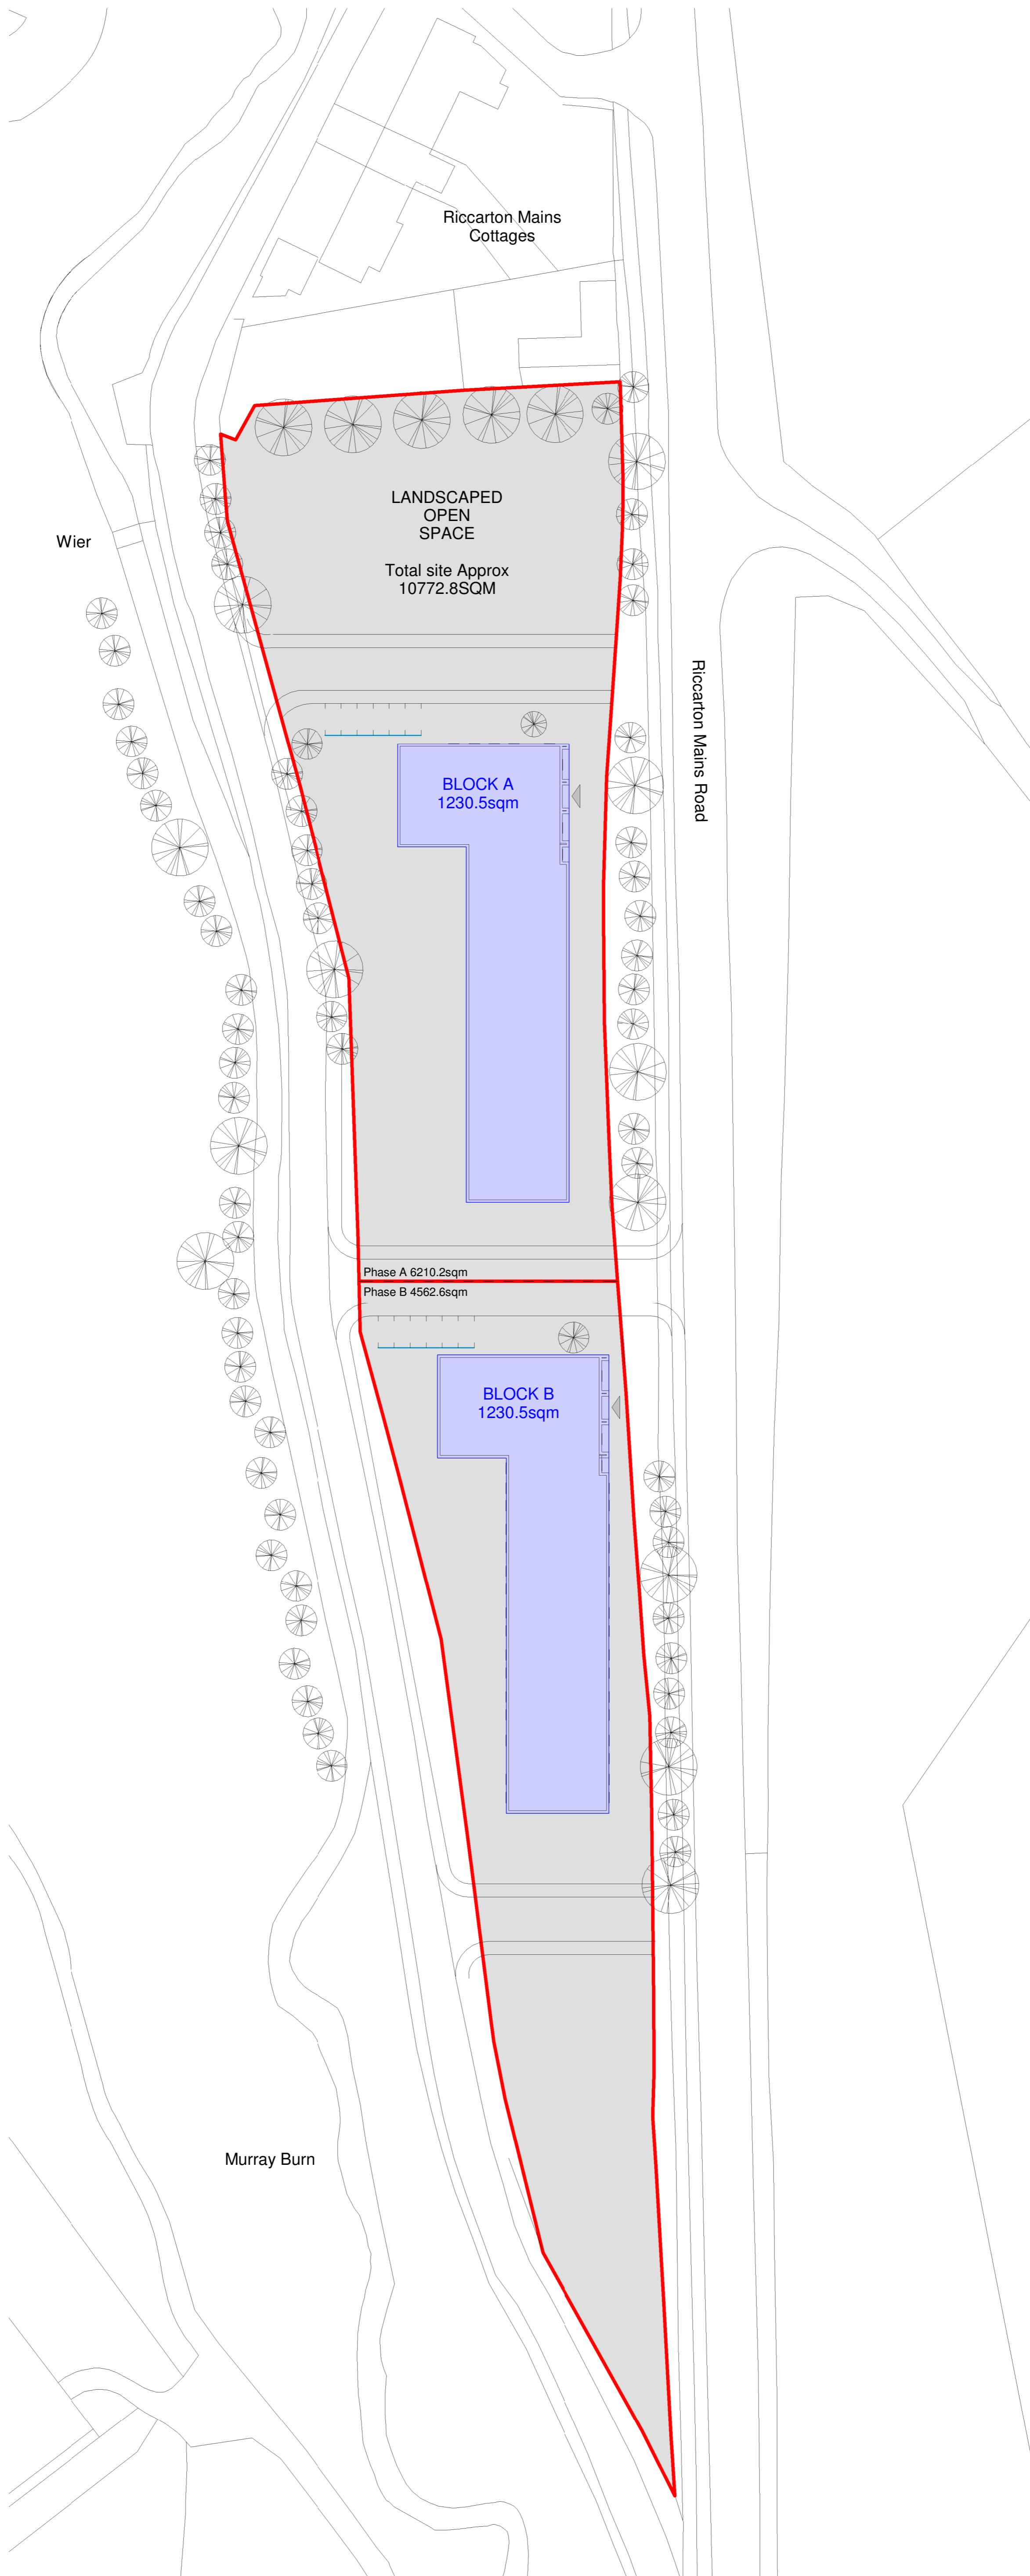 Riccarton Mains
Cottages
LANDSCAPED
OPEN
SPACE
Total site Approx
10772.8SQM
Wier
Riccarton Mains Road
BLOCK A
1230.5sqm
Phase A 6210.2sqm
Phase B 4562.6sqm
BLOCK B
1230.5sqm
Murray Burn